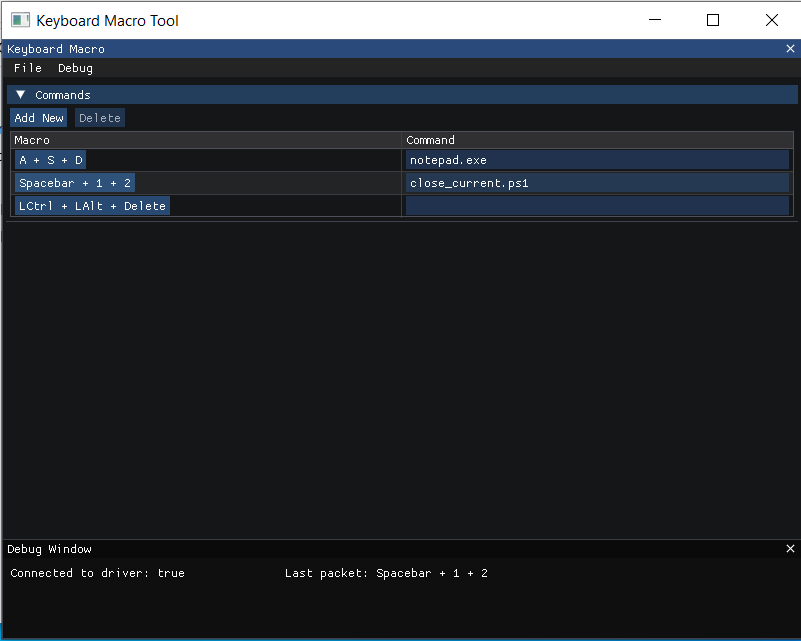 Keyboard Macro Tool
Keyboard Macro
File Debug
Commands
Add New Delete
Macro Command
A + S + D notepad.exe
Spacebar + 1 + 2 close_current.ps1
LCtrl + LAlt + Delete
Debug Window
Connected to driver: true Last packet: Spacebar + 1 + 2